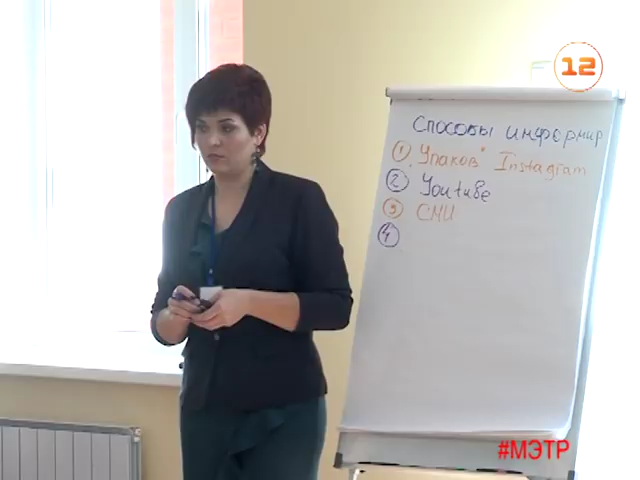 12
Способы информир
1 Упаков* Instagram
2 Youtube
3 СМИ
4
#МЭТР